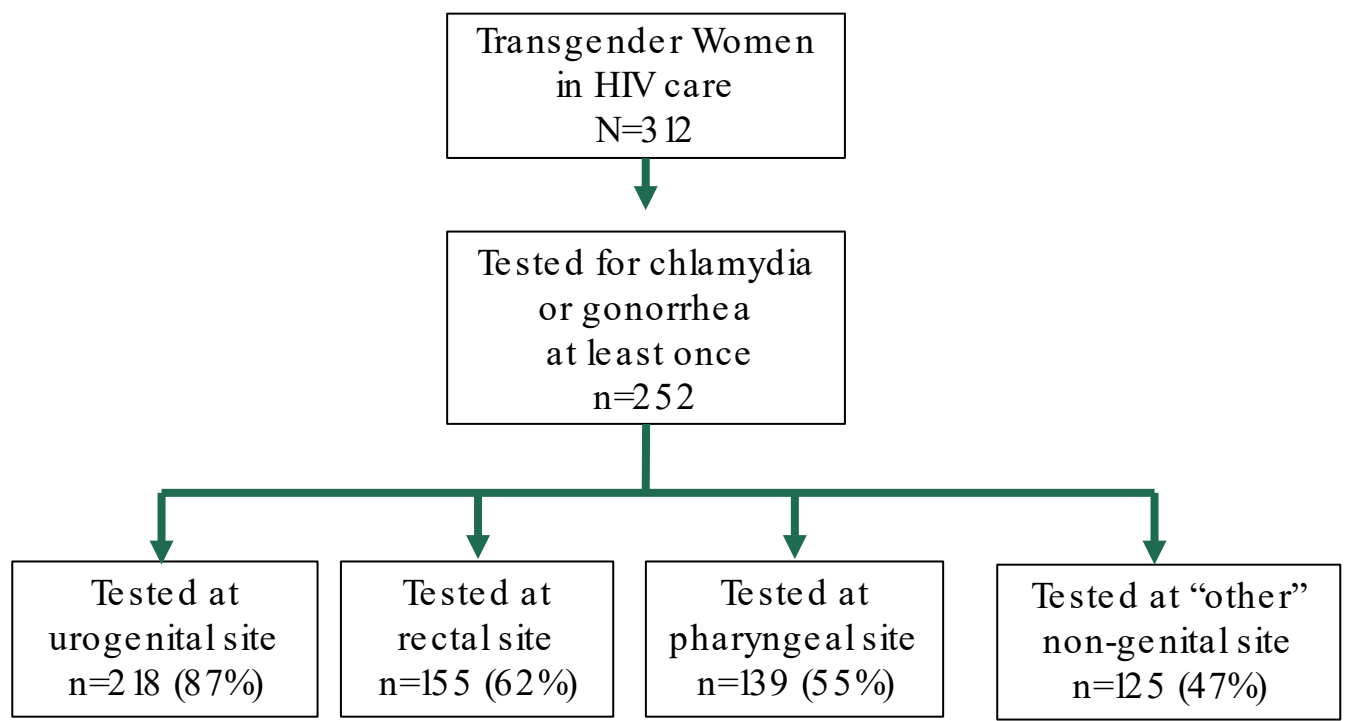 Transgender Women
in HIV care
N=312
Tested for chlamydia
or gonorrhea
at least once
n=252
Tested at
urogenital site
n=218 (87%)
Tested at
rectal site
n=155 (62%)
Tested at
pharyngeal site
n=139 (55%)
Tested at “other”
non-genital site
n=125 (47%)